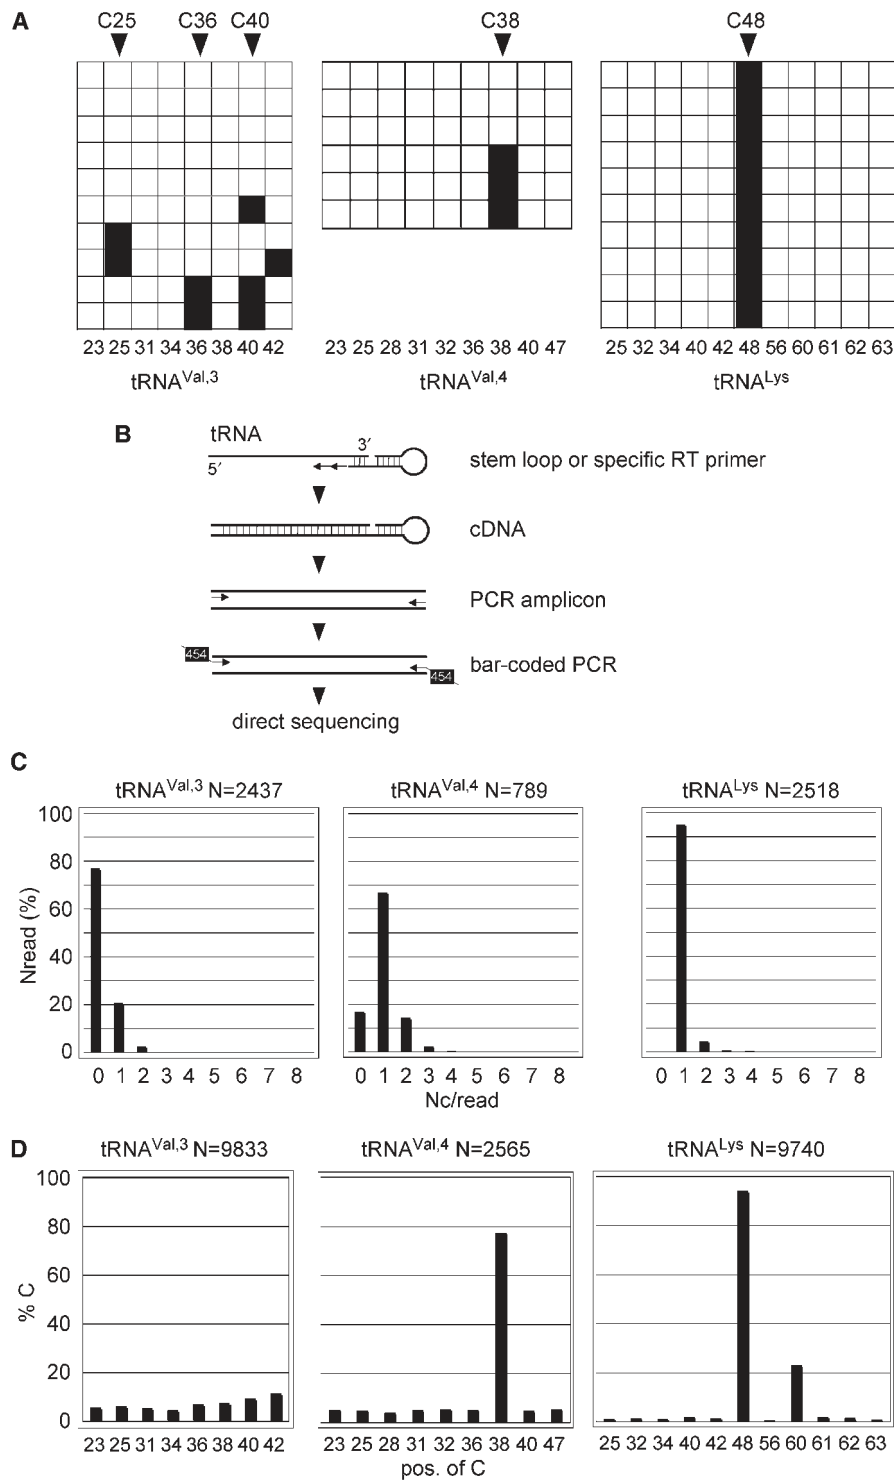 A
C25 C36 C40 C38 C48
23 25 31 34 36 38 40 42 23 25 28 31 32 36 38 40 47 25 32 34 40 42 48 56 60 61 62 63
tRNAVal,3 tRNAVal,4 tRNALys
B
tRNA 3′
5′ stem loop or specific RT primer
cDNA
PCR amplicon
454 bar-coded PCR
454
direct sequencing
C
tRNAVal,3 N=2437 tRNAVal,4 N=789 tRNALys N=2518
100
80
60
40
20
0
Nread (%)
0 1 2 3 4 5 6 7 8 0 1 2 3 4 5 6 7 8 0 1 2 3 4 5 6 7 8
Nc/read
D
tRNAVal,3 N=9833 tRNAVal,4 N=2565 tRNALys N=9740
100
80
60
40
20
0
% C
23 25 31 34 36 38 40 42 23 25 28 31 32 36 38 40 47 25 32 34 40 42 48 56 60 61 62 63
pos. of C